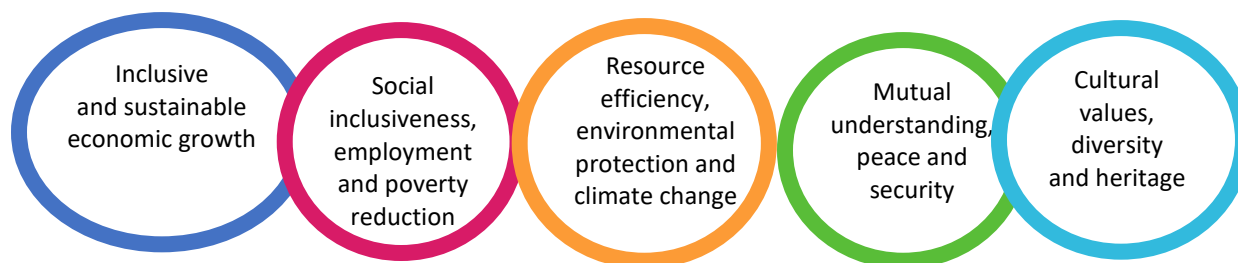 Inclusive
and sustainable
economic growth
Social
inclusiveness,
employment
and poverty
reduction
Resource
efficiency,
environmental
protection and
climate change
Mutual
understanding,
peace and
security
Cultural
values,
diversity
and heritage